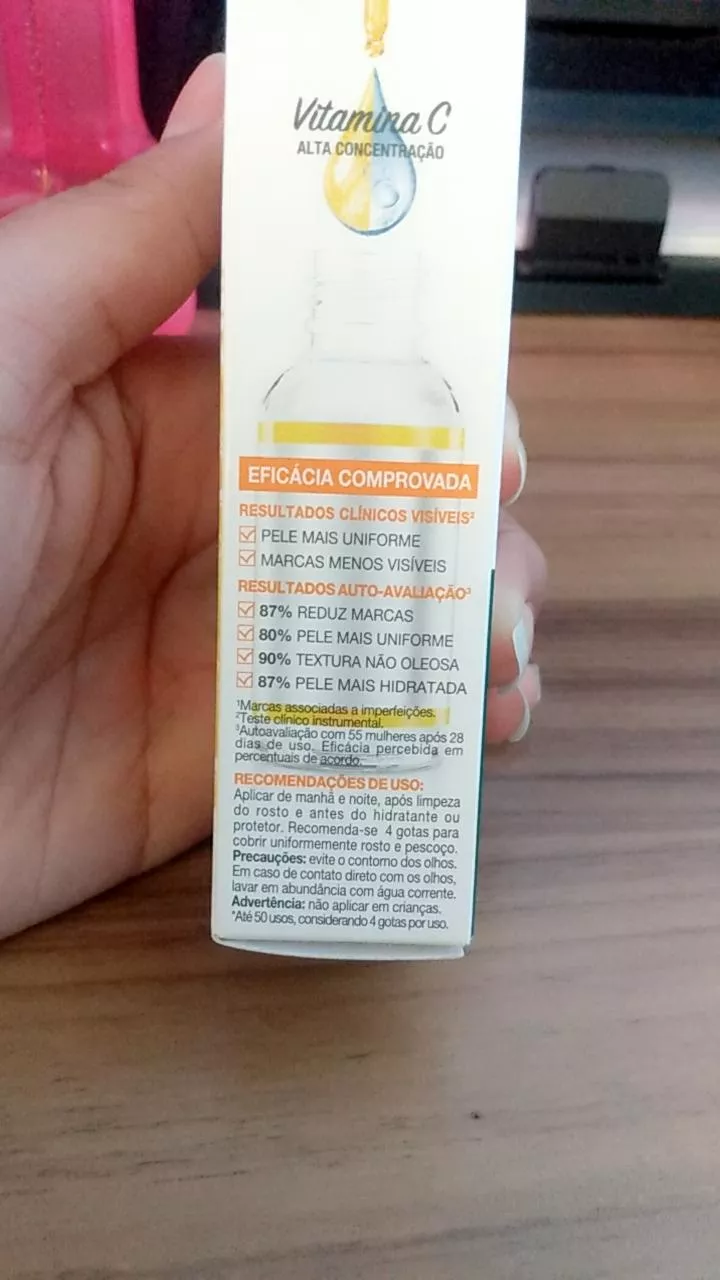 Vitamina C
ALTA CONCENTRAÇÃO
EFICÁCIA COMPROVADA
RESULTADOS CLÍNICOS VISÍVEIS²
PELE MAIS UNIFORME
MARCAS MENOS VISÍVEIS
RESULTADOS AUTO-AVALIAÇÃO³
87% REDUZ MARCAS
80% PELE MAIS UNIFORME
90% TEXTURA NÃO OLEOSA
87% PELE MAIS HIDRATADA
¹Marcas associadas a imperfeições.
²Teste clínico instrumental.
³Autoavaliação com 55 mulheres após 28
dias de uso. Eficácia percebida em
percentuais de acordo.
RECOMENDAÇÕES DE USO:
Aplicar de manhã e noite, após limpeza
do rosto e antes do hidratante ou
protetor. Recomenda-se 4 gotas para
cobrir uniformemente rosto e pescoço.
Precauções: evite o contorno dos olhos.
Em caso de contato direto com os olhos,
lavar em abundância com água corrente.
Advertência: não aplicar em crianças.
*Até 50 usos, considerando 4 gotas por uso.